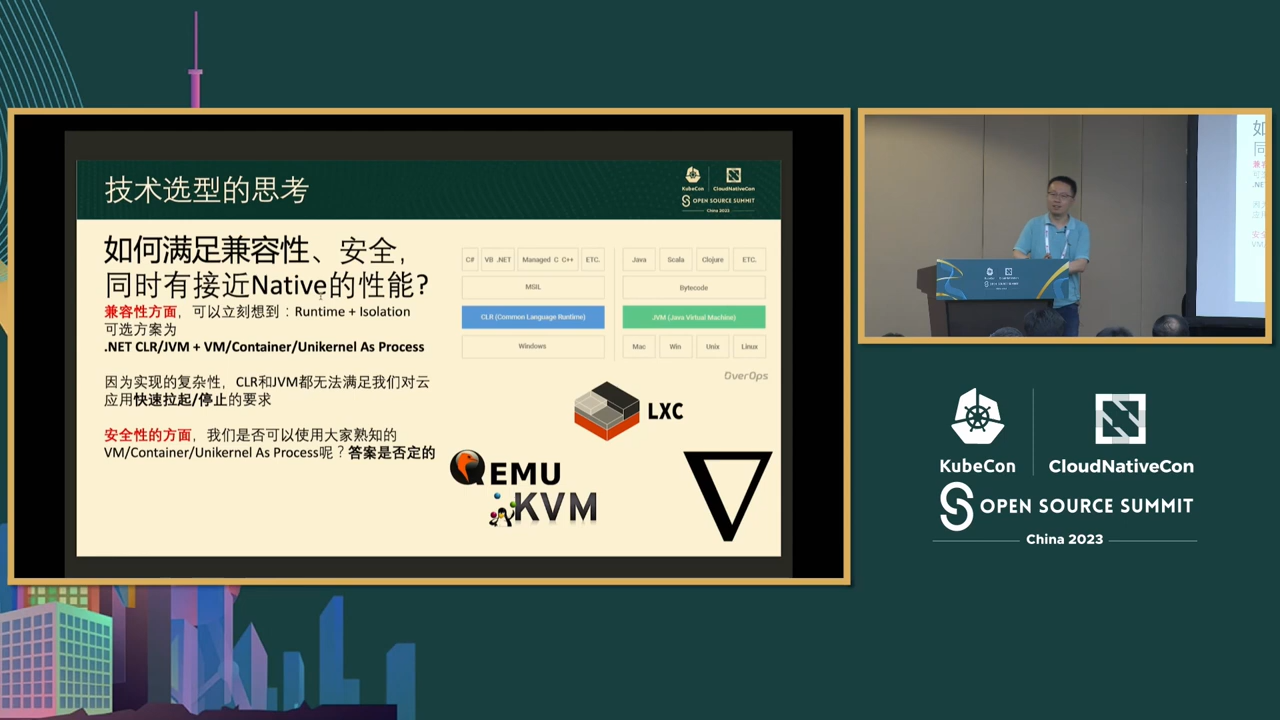 技术选型的思考
KubeCon
CloudNativeCon
OPEN SOURCE SUMMIT
China 2023
如何满足兼容性、安全,
同时有接近Native的性能?
兼容性方面，可以立刻想到：Runtime + Isolation
可选方案为
.NET CLR/JVM + VM/Container/Unikernel As Process
因为实现的复杂性，CLR和JVM都无法满足我们对云
应用快速拉起/停止的要求
安全性的方面，我们是否可以使用大家熟知的
VM/Container/Unikernel As Process呢？答案是否定的
C# VB .NET Managed C C++ ETC.
MSIL
CLR (Common Language Runtime)
Windows
Java Scala Clojure ETC.
Bytecode
JVM (Java Virtual Machine)
Mac Win Unix Linux
OverOps
LXC
QEMU
KVM
KubeCon
CloudNativeCon
OPEN SOURCE SUMMIT
China 2023